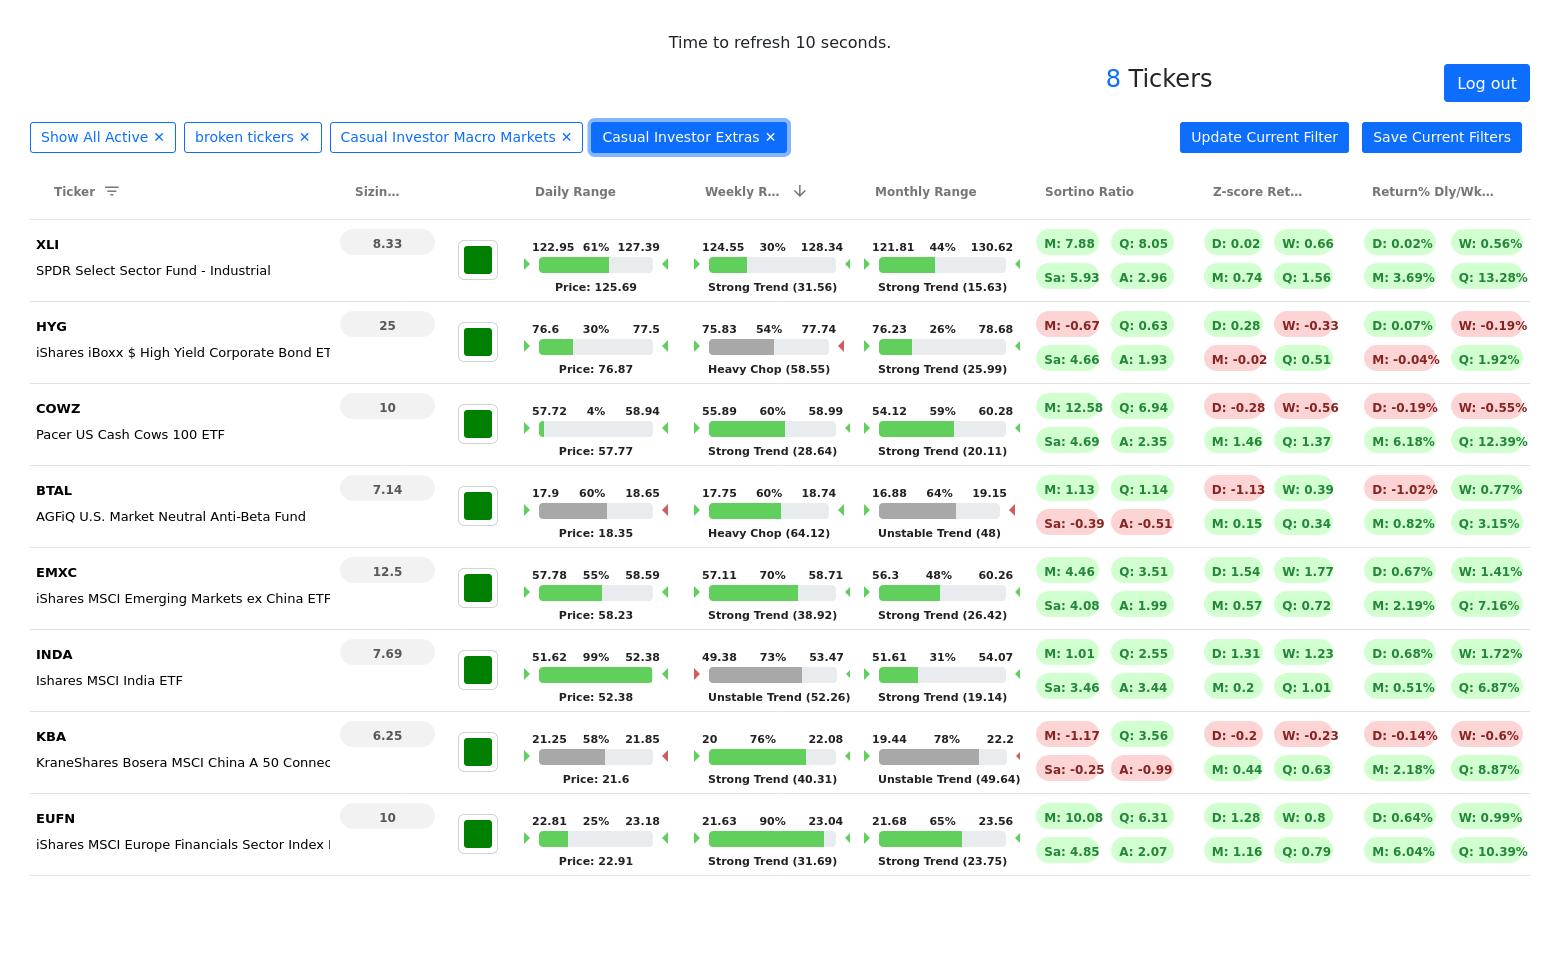 Time to refresh 10 seconds.
8 Tickers
Log out
Show All Active ✕ broken tickers ✕ Casual Investor Macro Markets ✕ Casual Investor Extras ✕ Update Current Filter Save Current Filters
Ticker Sizin… Daily Range Weekly R… Monthly Range Sortino Ratio Z-score Ret… Return% Dly/Wk…
XLI 8.33 122.95 61% 127.39 124.55 30% 128.34 121.81 44% 130.62 M: 7.88 Q: 8.05 D: 0.02 W: 0.66 D: 0.02% W: 0.56%
SPDR Select Sector Fund - Industrial Sa: 5.93 A: 2.96 M: 0.74 Q: 1.56 M: 3.69% Q: 13.28%
Price: 125.69 Strong Trend (31.56) Strong Trend (15.63)
HYG 25 76.6 30% 77.5 75.83 54% 77.74 76.23 26% 78.68 M: -0.67 Q: 0.63 D: 0.28 W: -0.33 D: 0.07% W: -0.19%
iShares iBoxx $ High Yield Corporate Bond ET Sa: 4.66 A: 1.93 M: -0.02 Q: 0.51 M: -0.04% Q: 1.92%
Price: 76.87 Heavy Chop (58.55) Strong Trend (25.99)
COWZ 10 57.72 4% 58.94 55.89 60% 58.99 54.12 59% 60.28 M: 12.58 Q: 6.94 D: -0.28 W: -0.56 D: -0.19% W: -0.55%
Pacer US Cash Cows 100 ETF Sa: 4.69 A: 2.35 M: 1.46 Q: 1.37 M: 6.18% Q: 12.39%
Price: 57.77 Strong Trend (28.64) Strong Trend (20.11)
BTAL 7.14 17.9 60% 18.65 17.75 60% 18.74 16.88 64% 19.15 M: 1.13 Q: 1.14 D: -1.13 W: 0.39 D: -1.02% W: 0.77%
AGFiQ U.S. Market Neutral Anti-Beta Fund Sa: -0.39 A: -0.51 M: 0.15 Q: 0.34 M: 0.82% Q: 3.15%
Price: 18.35 Heavy Chop (64.12) Unstable Trend (48)
EMXC 12.5 57.78 55% 58.59 57.11 70% 58.71 56.3 48% 60.26 M: 4.46 Q: 3.51 D: 1.54 W: 1.77 D: 0.67% W: 1.41%
iShares MSCI Emerging Markets ex China ETF Sa: 4.08 A: 1.99 M: 0.57 Q: 0.72 M: 2.19% Q: 7.16%
Price: 58.23 Strong Trend (38.92) Strong Trend (26.42)
INDA 7.69 51.62 99% 52.38 49.38 73% 53.47 51.61 31% 54.07 M: 1.01 Q: 2.55 D: 1.31 W: 1.23 D: 0.68% W: 1.72%
Ishares MSCI India ETF Sa: 3.46 A: 3.44 M: 0.2 Q: 1.01 M: 0.51% Q: 6.87%
Price: 52.38 Unstable Trend (52.26) Strong Trend (19.14)
KBA 6.25 21.25 58% 21.85 20 76% 22.08 19.44 78% 22.2 M: -1.17 Q: 3.56 D: -0.2 W: -0.23 D: -0.14% W: -0.6%
KraneShares Bosera MSCI China A 50 Connec Sa: -0.25 A: -0.99 M: 0.44 Q: 0.63 M: 2.18% Q: 8.87%
Price: 21.6 Strong Trend (40.31) Unstable Trend (49.64)
EUFN 10 22.81 25% 23.18 21.63 90% 23.04 21.68 65% 23.56 M: 10.08 Q: 6.31 D: 1.28 W: 0.8 D: 0.64% W: 0.99%
iShares MSCI Europe Financials Sector Index Sa: 4.85 A: 2.07 M: 1.16 Q: 0.79 M: 6.04% Q: 10.39%
Price: 22.91 Strong Trend (31.69) Strong Trend (23.75)